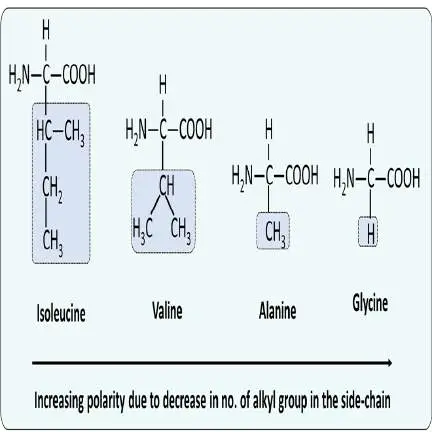 H
H₂N–C–COOH
HC–CH₃
CH₂
CH₃
Isoleucine
H
H₂N–C–COOH
CH
H₃C CH₃
Valine
H
H₂N–C–COOH
CH₃
Alanine
H
H₂N–C–COOH
H
Glycine
Increasing polarity due to decrease in no. of alkyl group in the side-chain